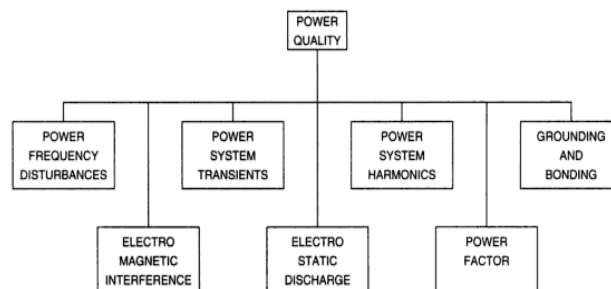 POWER
QUALITY
POWER
FREQUENCY
DISTURBANCES
POWER
SYSTEM
TRANSIENTS
POWER
SYSTEM
HARMONICS
GROUNDING
AND
BONDING
ELECTRO
MAGNETIC
INTERFERENCE
ELECTRO
STATIC
DISCHARGE
POWER
FACTOR